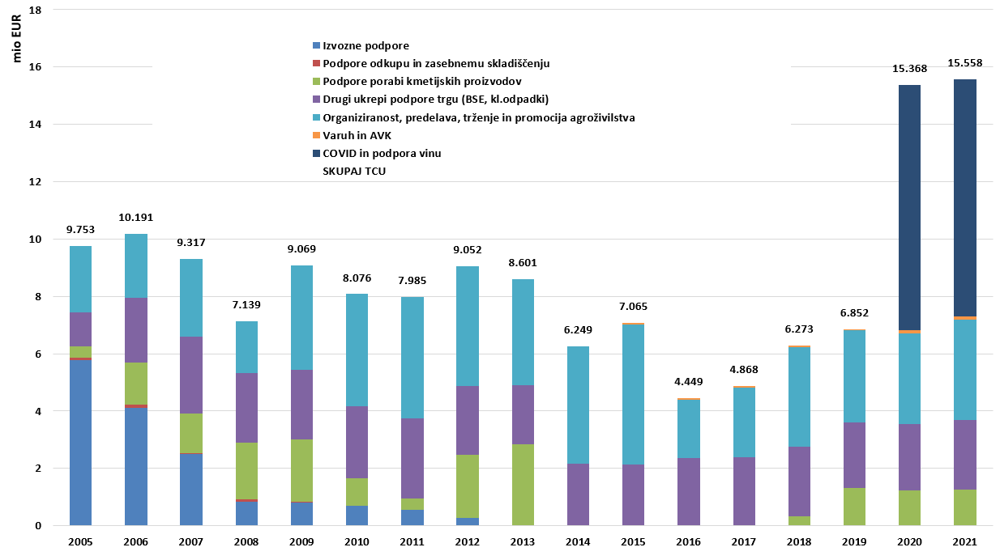 mio EUR
18
16
14
12
10
8
6
4
2
0
Izvozne podpore
Podpore odkupu in zasebnemu skladiščenju
Podpore porabi kmetijskih proizvodov
Drugi ukrepi podpore trgu (BSE, kl.odpadki)
Organiziranost, predelava, trženje in promocija agroživilstva
Varuh in AVK
COVID in podpora vinu
SKUPAJ TCU
9.753
10.191
9.317
7.139
9.069
8.076
7.985
9.052
8.601
6.249
7.065
4.449
4.868
6.273
6.852
15.368
15.558
2005 2006 2007 2008 2009 2010 2011 2012 2013 2014 2015 2016 2017 2018 2019 2020 2021